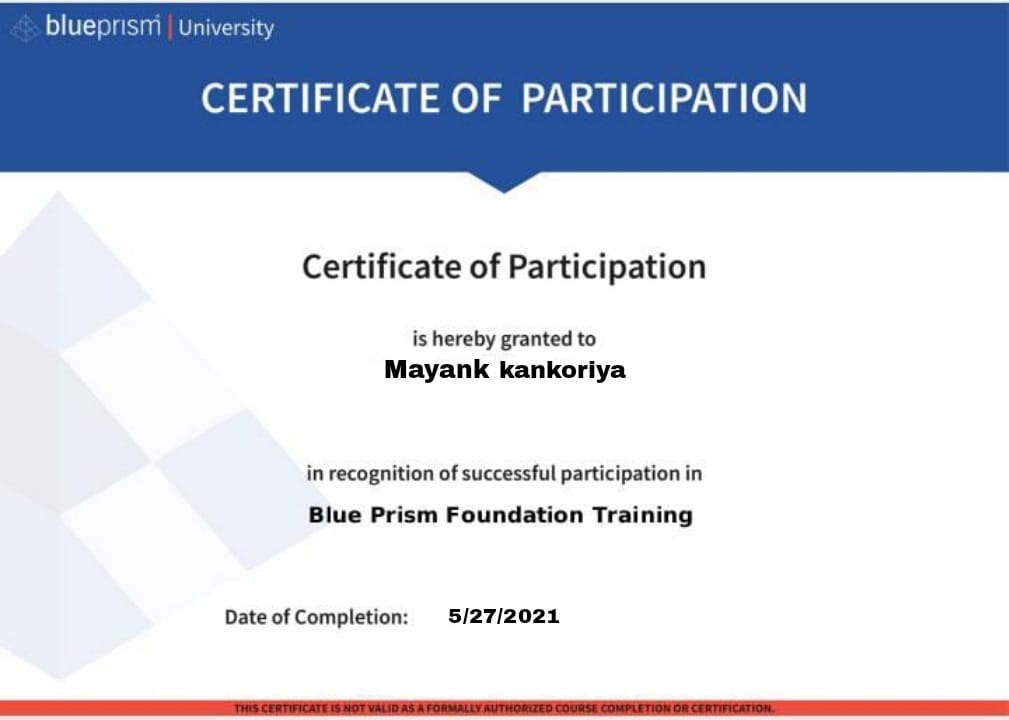 blueprism | University
CERTIFICATE OF PARTICIPATION
Certificate of Participation
is hereby granted to
Mayank kankoriya
in recognition of successful participation in
Blue Prism Foundation Training
Date of Completion: 5/27/2021
THIS CERTIFICATE IS NOT VALID AS A FORMALLY AUTHORIZED COURSE COMPLETION OR CERTIFICATION.